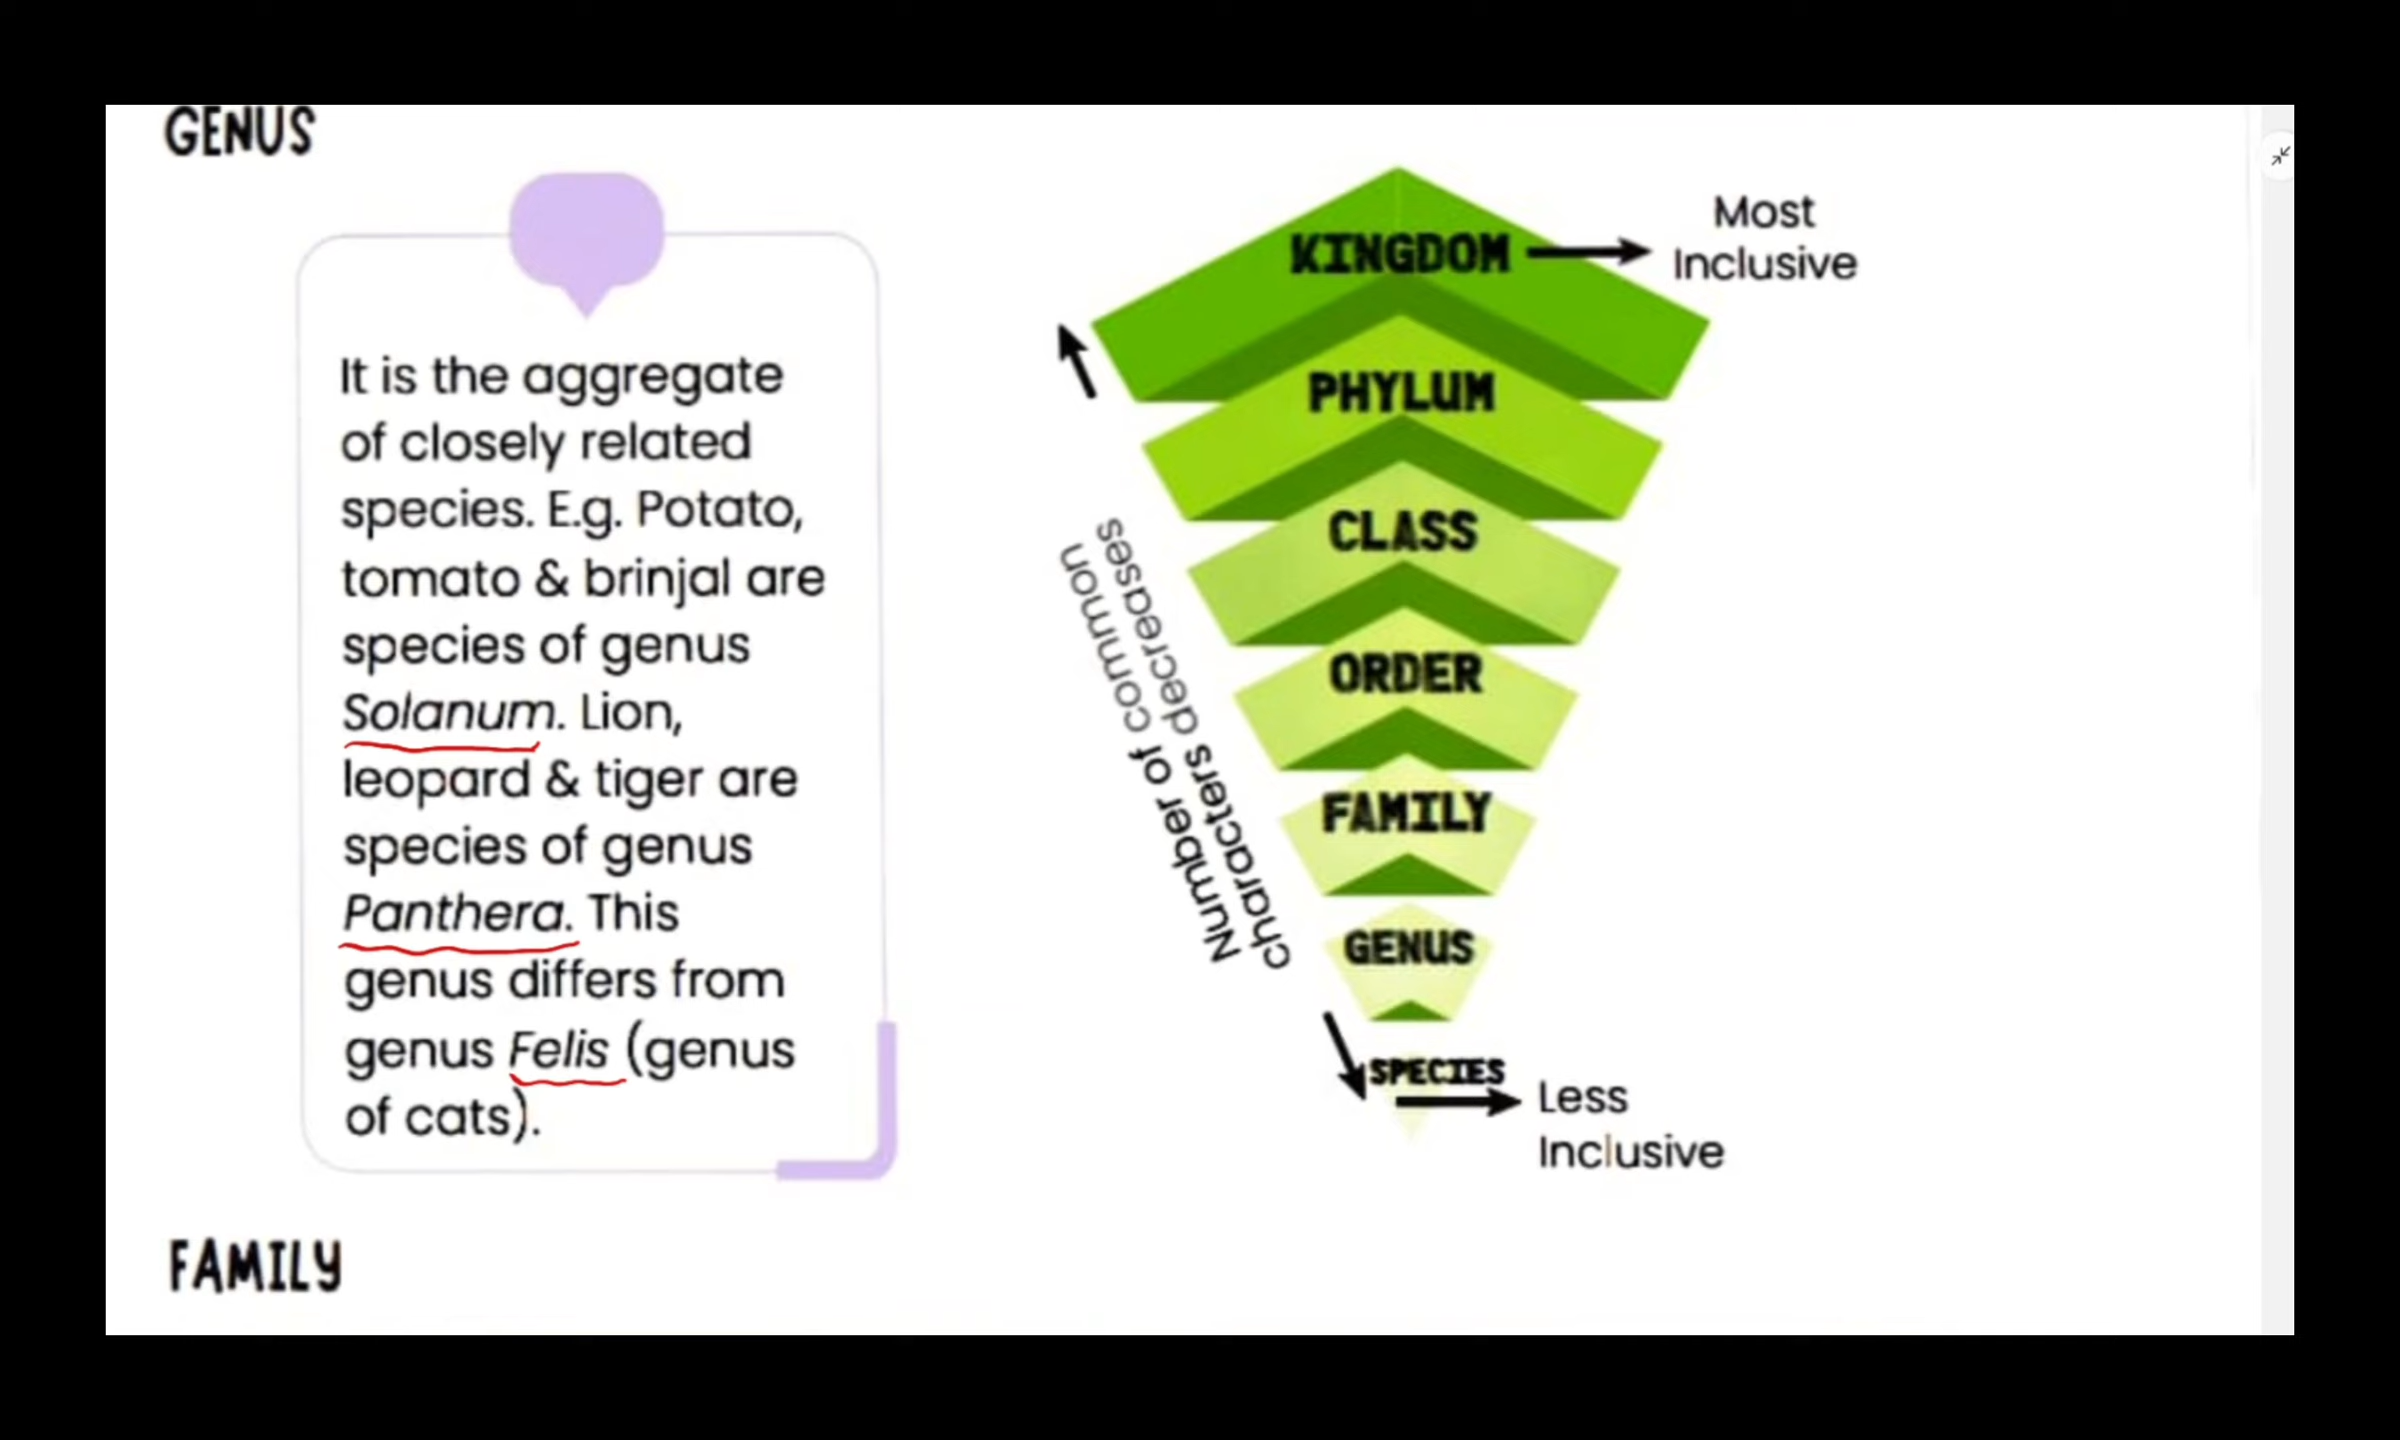 GENUS
It is the aggregate
of closely related
species. E.g. Potato,
tomato & brinjal are
species of genus
Solanum. Lion,
leopard & tiger are
species of genus
Panthera. This
genus differs from
genus Felis (genus
of cats).
KINGDOM
Most
Inclusive
PHYLUM
CLASS
ORDER
FAMILY
GENUS
SPECIES
Less
Inclusive
Number of common
characters decreases
FAMILY